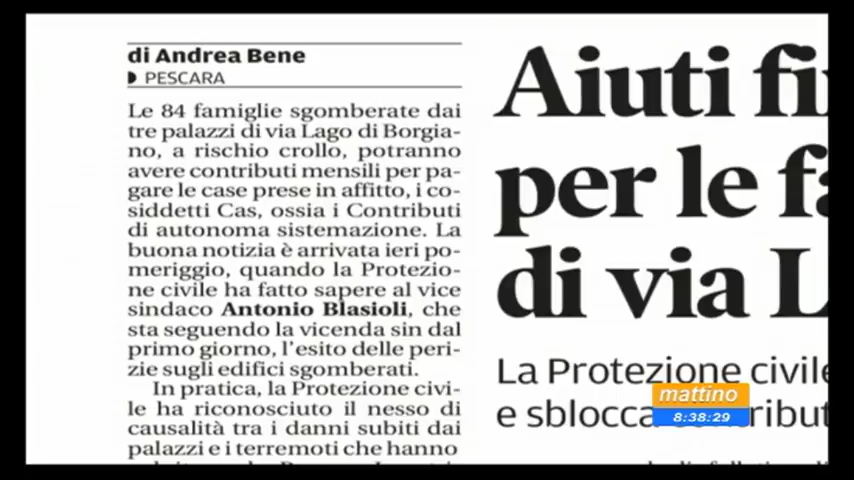 di Andrea Bene
PESCARA
Le 84 famiglie sgomberate dai
tre palazzi di via Lago di Borgia-
no, a rischio crollo, potranno
avere contributi mensili per pa-
gare le case prese in affitto, i co-
siddetti Cas, ossia i Contributi
di autonoma sistemazione. La
buona notizia è arrivata ieri po-
meriggio, quando la Protezio-
ne civile ha fatto sapere al vice
sindaco Antonio Blasioli, che
sta seguendo la vicenda sin dal
primo giorno, l'esito delle peri-
zie sugli edifici sgomberati.
In pratica, la Protezione civi-
le ha riconosciuto il nesso di
causalità tra i danni subiti dai
palazzi e i terremoti che hanno
Aiuti
per le
di via L
La Protezione civile
e sblocca
mattino
8:38:29